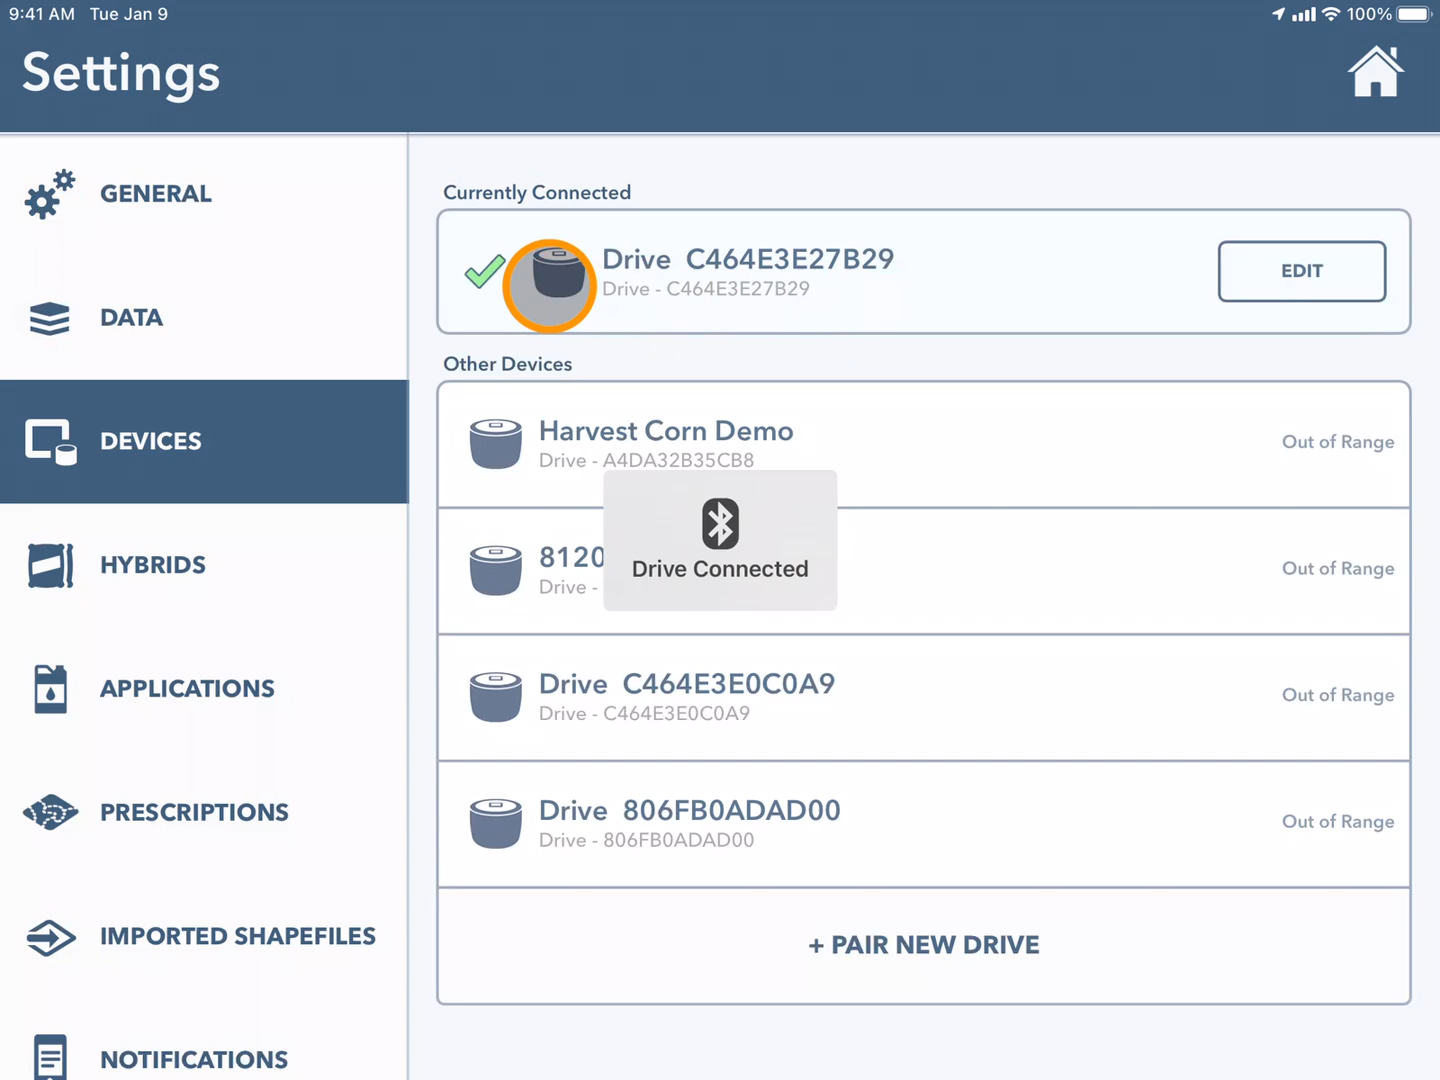 9:41 AM Tue Jan 9
100%
Settings
GENERAL
DATA
DEVICES
HYBRIDS
APPLICATIONS
PRESCRIPTIONS
IMPORTED SHAPEFILES
NOTIFICATIONS
Currently Connected
Drive C464E3E27B29
Drive - C464E3E27B29
EDIT
Other Devices
Harvest Corn Demo
Drive - A4DA32B35CB8
Out of Range
8120
Drive -
Out of Range
Drive Connected
Drive C464E3E0C0A9
Drive - C464E3E0C0A9
Out of Range
Drive 806FB0ADAD00
Drive - 806FB0ADAD00
Out of Range
+ PAIR NEW DRIVE